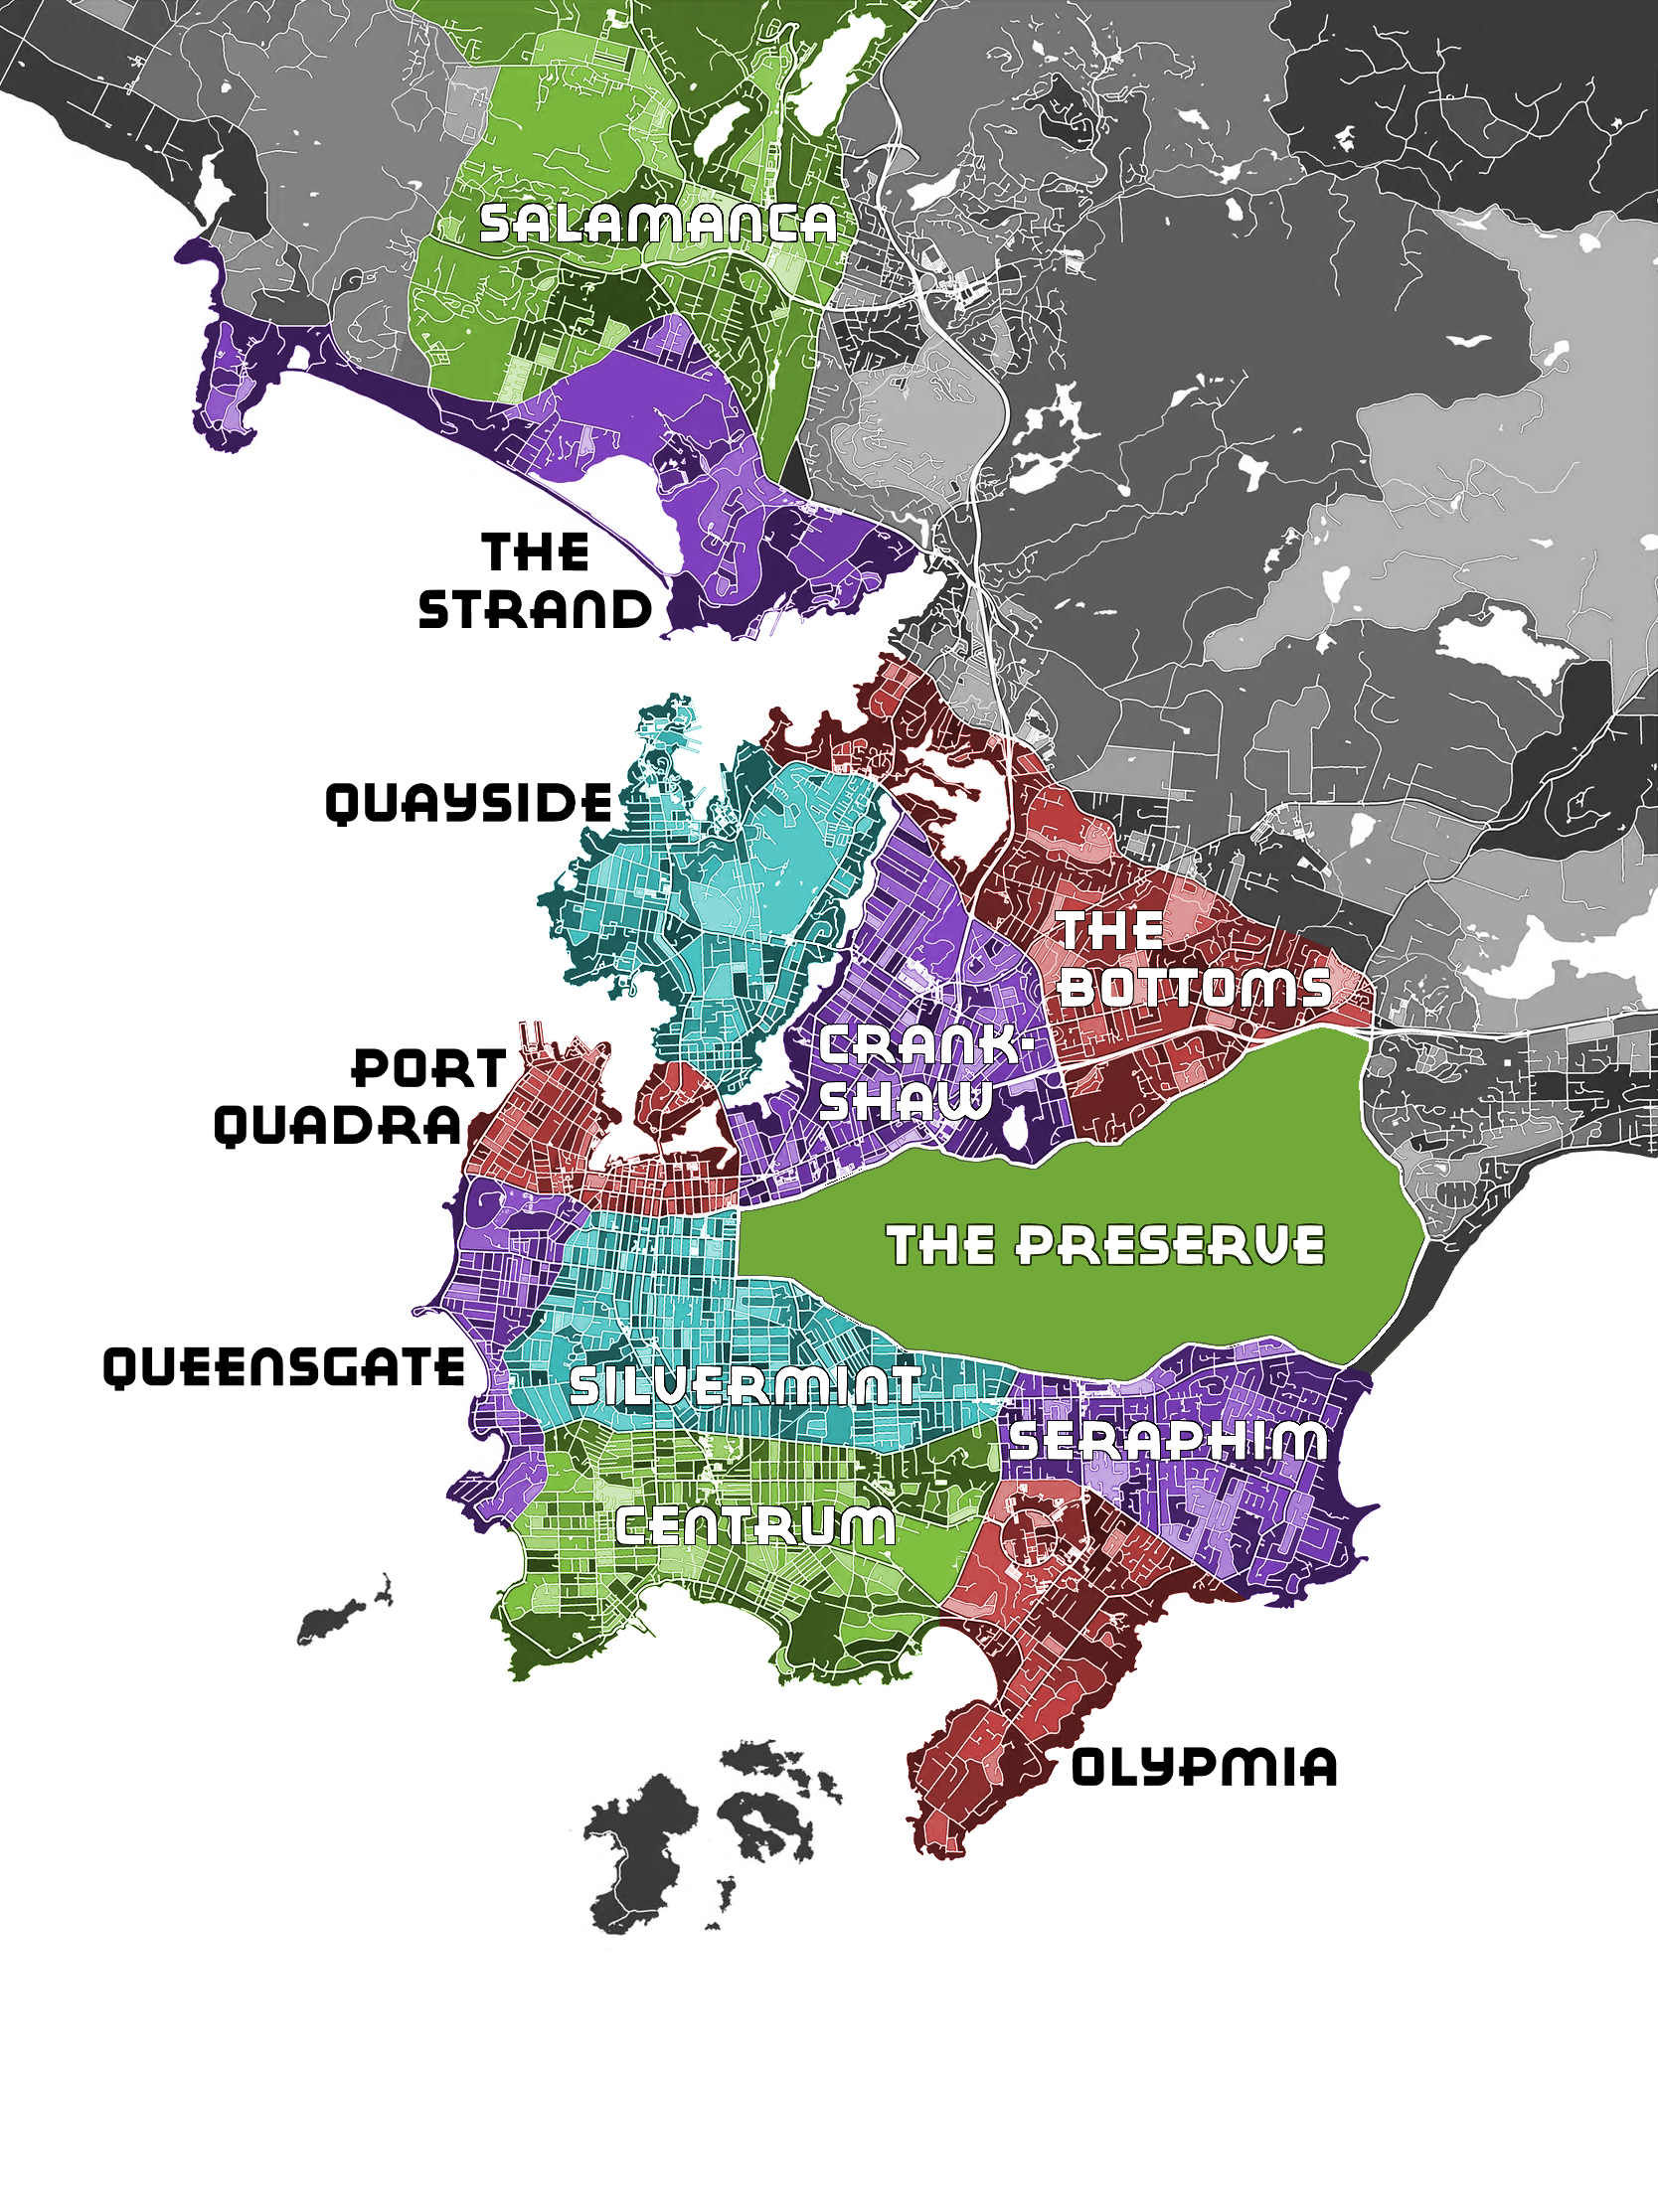 SALAMANCA
THE
STRAND
QUAYSIDE
THE
BOTTOMS
CRANK-
SHAW
PORT
QUADRA
THE PRESERVE
QUEENSGATE
SILVERMINT
SERAPHIM
CENTRUM
OLYPMIA